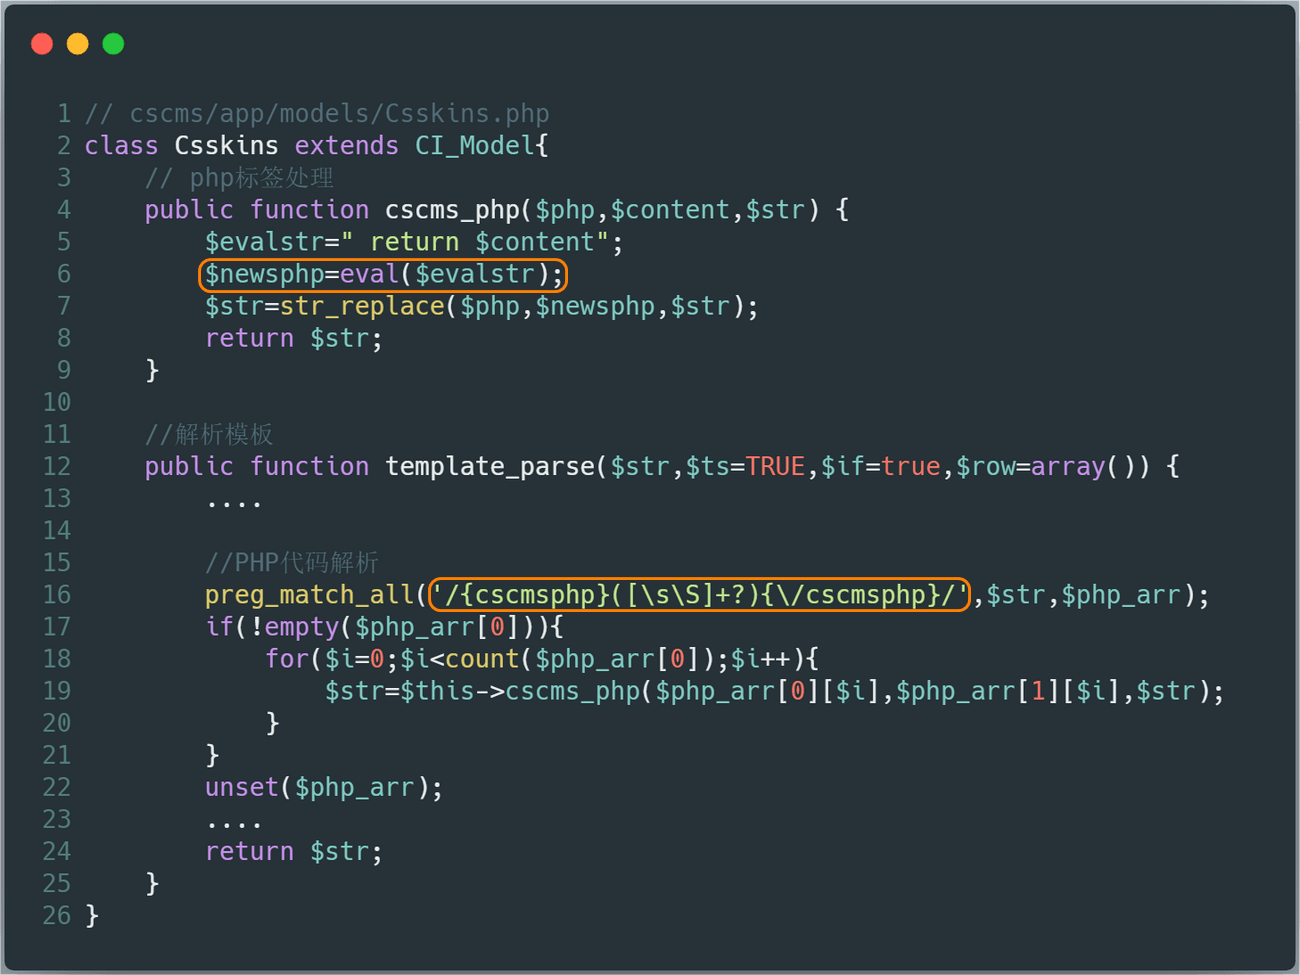 1 // cscms/app/models/Csskins.php
2 class Csskins extends CI_Model{
3     // php标签处理
4     public function cscms_php($php,$content,$str) {
5         $evalstr=" return $content";
6         $newsphp=eval($evalstr);
7         $str=str_replace($php,$newsphp,$str);
8         return $str;
9     }
10
11     //解析模板
12     public function template_parse($str,$ts=TRUE,$if=true,$row=array()) {
13         ....
14
15         //PHP代码解析
16         preg_match_all('/{cscmsphp}([\s\S]+?){\/cscmsphp}/',$str,$php_arr);
17         if(!empty($php_arr[0])){
18             for($i=0;$i<count($php_arr[0]);$i++){
19                 $str=$this->cscms_php($php_arr[0][$i],$php_arr[1][$i],$str);
20             }
21         }
22         unset($php_arr);
23         ....
24         return $str;
25     }
26 }